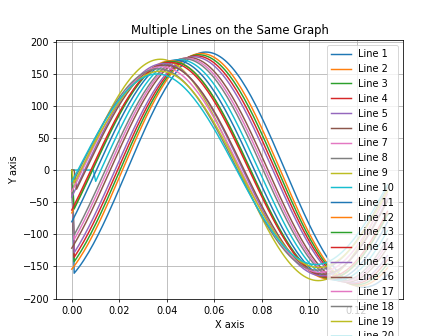 Multiple Lines on the Same Graph
200
150
100
50
0
−50
−100
−150
−200
Y axis
0.00
0.02
0.04
0.06
0.08
0.10
X axis
Line 1
Line 2
Line 3
Line 4
Line 5
Line 6
Line 7
Line 8
Line 9
Line 10
Line 11
Line 12
Line 13
Line 14
Line 15
Line 16
Line 17
Line 18
Line 19